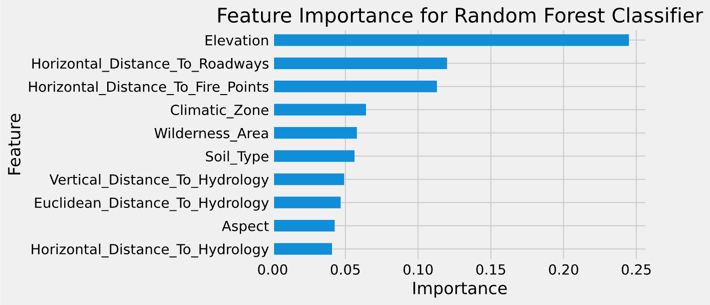 Feature Importance for Random Forest Classifier
Elevation
Horizontal_Distance_To_Roadways
Horizontal_Distance_To_Fire_Points
Climatic_Zone
Wilderness_Area
Soil_Type
Vertical_Distance_To_Hydrology
Euclidean_Distance_To_Hydrology
Aspect
Horizontal_Distance_To_Hydrology
Feature
0.00 0.05 0.10 0.15 0.20 0.25
Importance